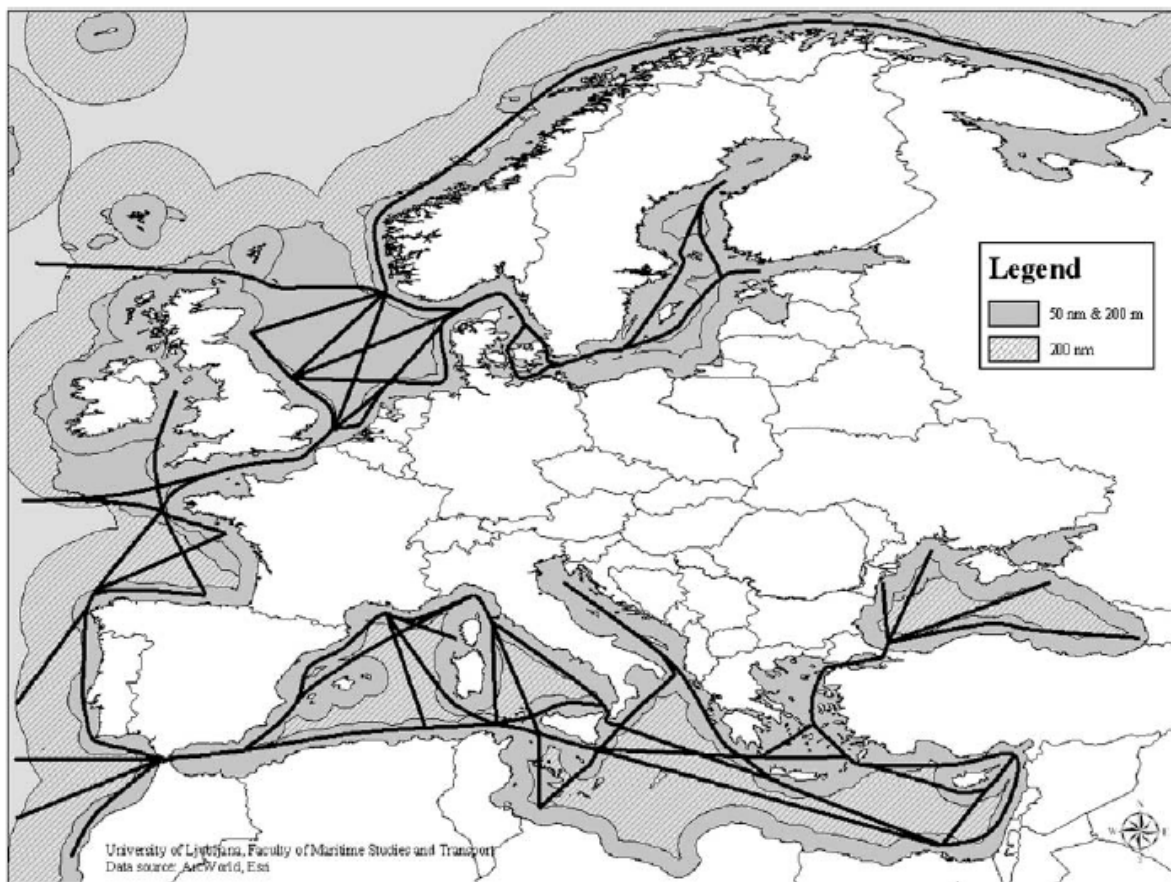 Legend
50 nm & 200 m
200 nm
N
W
E
University of Ljubljana, Faculty of Maritime Studies and Transport
Data source: ArcWorld, Esri